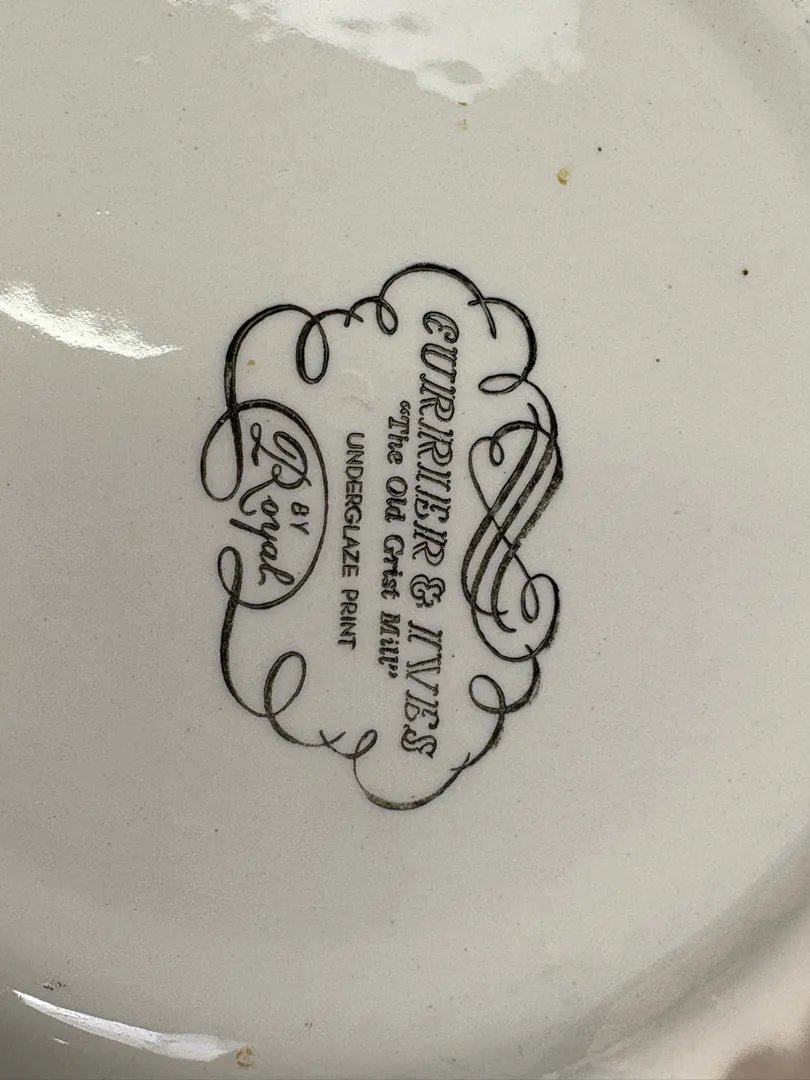 CURRIER & IVES
“The Old Grist Mill”
UNDERGLAZE PRINT
BY
Royal